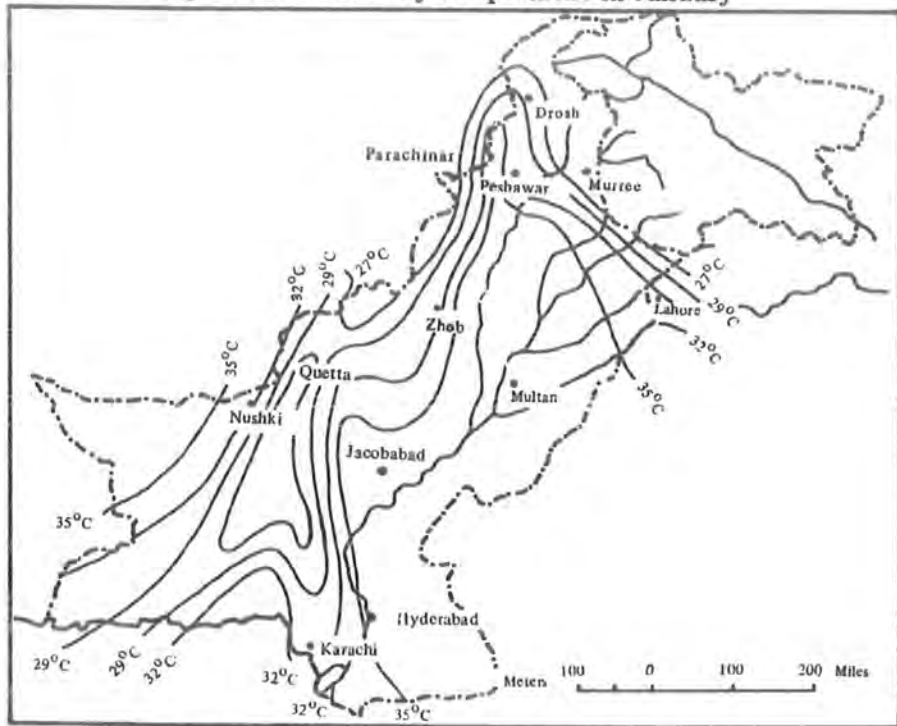 Drosh
Parachinar
Peshawar
Murree
27°C
29°C
32°C
27°C
29°C
Lahore
32°C
Zhob
35°C
Quetta
35°C
Multan
Nushki
Jacobabad
35°C
Hyderabad
Karachi
29°C
29°C
32°C
32°C
32°C
35°C
Meien
100 0 100 200 Miles